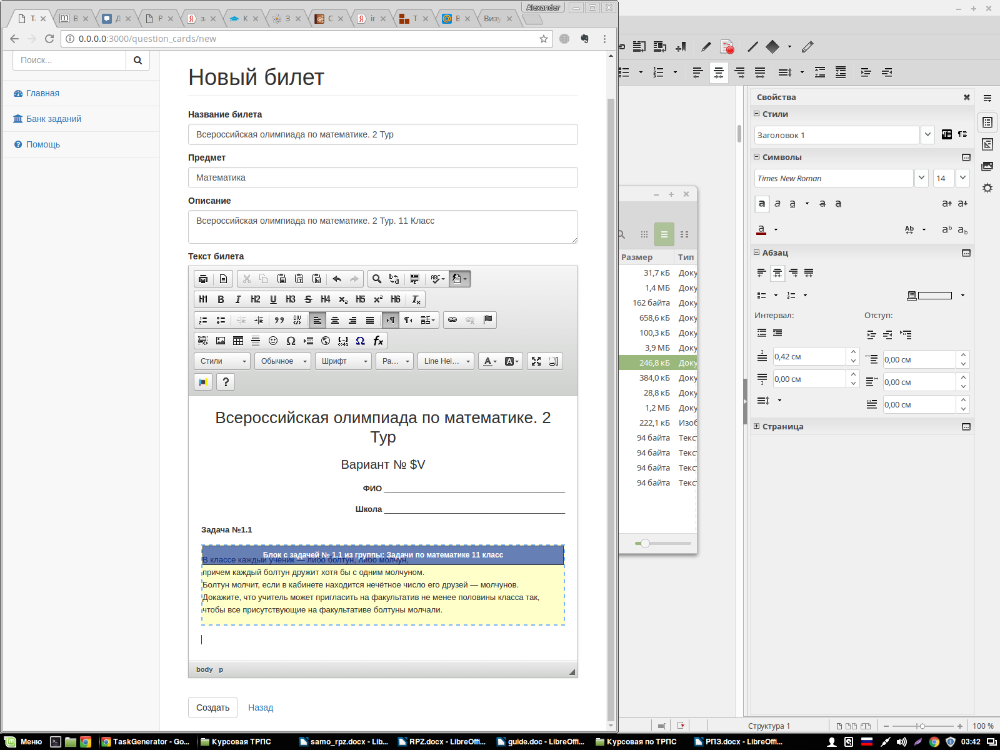 Alexander
0.0.0.0:3000/question_cards/new
Поиск...
Главная
Банк заданий
Помощь
Новый билет
Название билета
Всероссийская олимпиада по математике. 2 Тур
Предмет
Математика
Описание
Всероссийская олимпиада по математике. 2 Тур. 11 Класс
Текст билета
H1 B I H2 U H3 S H4 x₂ H5 x² H6 Tx
Стили Обычное Шрифт Ра... Line Hei... A A
?
Всероссийская олимпиада по математике. 2
Тур
Вариант № $V
ФИО
Школа
Задача №1.1
Блок с задачей № 1.1 из группы: Задачи по математике 11 класс
В классе каждый ученик — либо болтун, либо молчун,
причем каждый болтун дружит хотя бы с одним молчуном.
Болтун молчит, если в кабинете находится нечётное число его друзей — молчунов.
Докажите, что учитель может пригласить на факультатив не менее половины класса так,
чтобы все присутствующие на факультативе болтуны молчали.
body p
Создать Назад
Размер Тип
31,7 кБ Доку
1,4 МБ Доку
162 байта Доку
658,6 кБ Доку
100,3 кБ Доку
3,9 МБ Доку
246,8 кБ Доку
384,0 кБ Доку
28,8 кБ Доку
1,2 МБ Доку
222,1 кБ Изоб
94 байта Текс
94 байта Текс
94 байта Текс
94 байта Текс
Свойства
Стили
Заголовок 1
Символы
Times New Roman 14
Абзац
Интервал: Отступ:
0,42 см 0,00 см
0,00 см 0,00 см
0,00 см
Страница
Структура 1 100 %
Меню TaskGenerator - Go... Курсовая ТРПС samo_rpz.docx - Lib... RPZ.docx - LibreOffi... guide.doc - LibreOffi... Курсовая по ТРПС РПЗ.docx - LibreOffi... 03:42